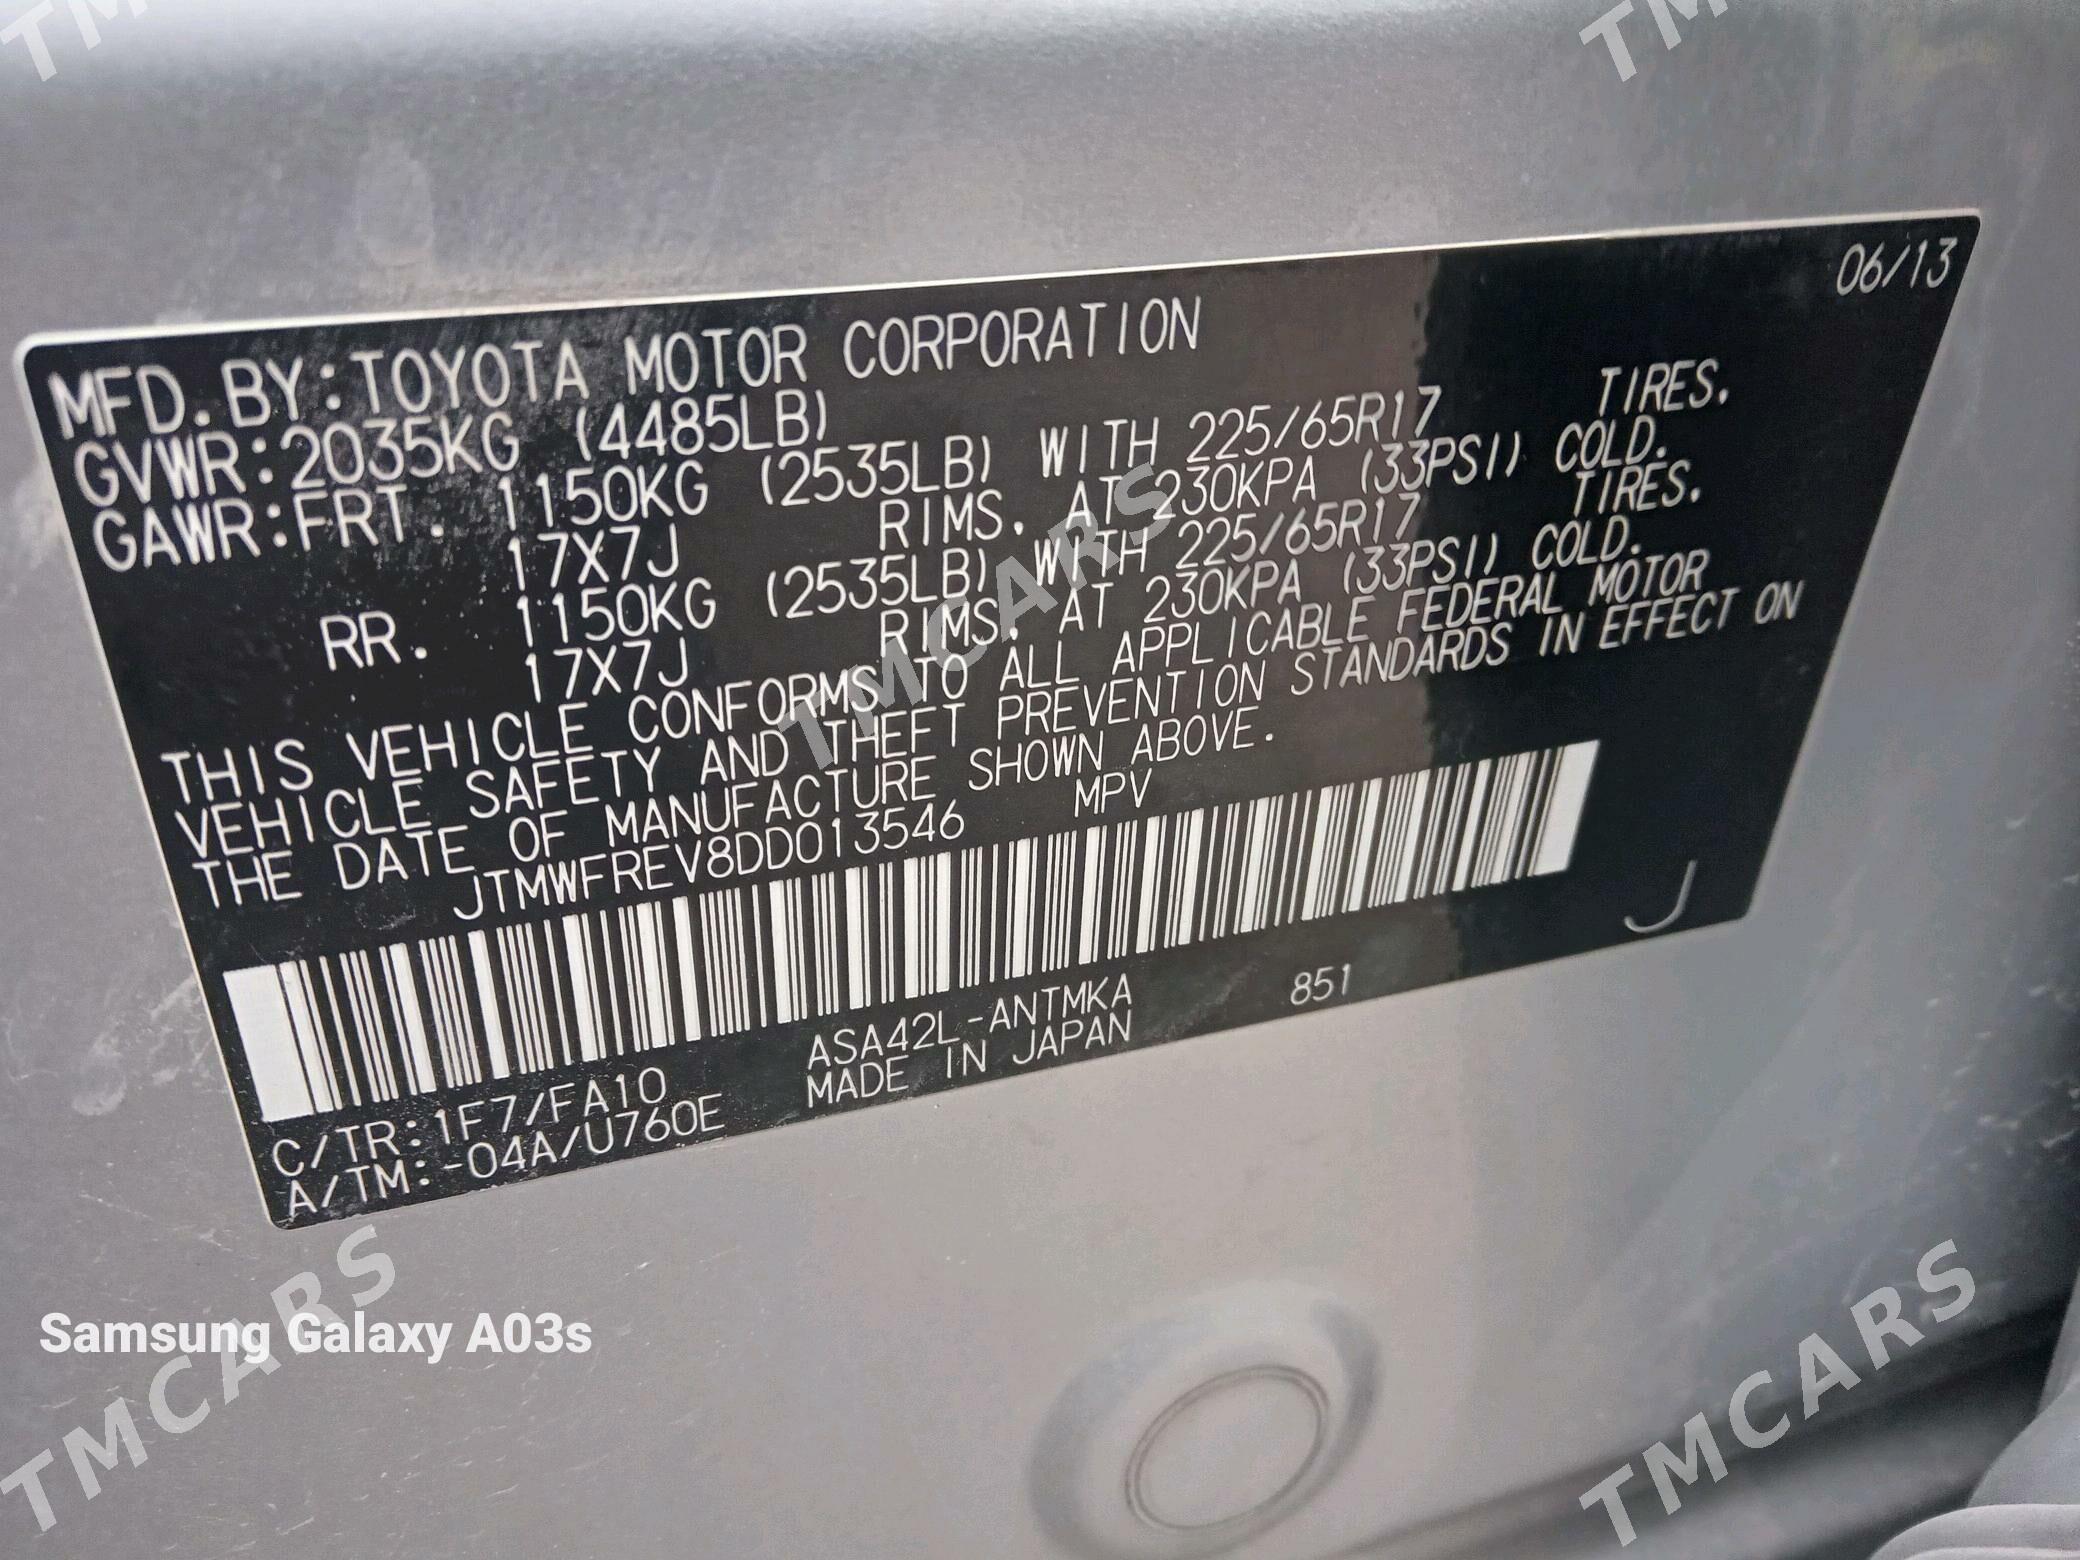 06/13
MFD. BY: TOYOTA MOTOR CORPORATION
GVWR: 2035KG (4485LB)
GAWR: FRT. 1150KG (2535LB) WITH 225/65R17 TIRES.
17X7J RIMS. AT 230KPA (33PSI) COLD.
RR. 1150KG (2535LB) WITH 225/65R17 TIRES.
17X7J RIMS. AT 230KPA (33PSI) COLD.
THIS VEHICLE CONFORMS TO ALL APPLICABLE FEDERAL MOTOR
VEHICLE SAFETY AND THEFT PREVENTION STANDARDS IN EFFECT ON
THE DATE OF MANUFACTURE SHOWN ABOVE.
JTMWFREV8DD013546 MPV
J
C/TR: 1F7/FA10 ASA42L-ANTMKA 851
A/TM: -04A/U760E MADE IN JAPAN
Samsung Galaxy A03s
TMCARS
TMCARS
TMCARS